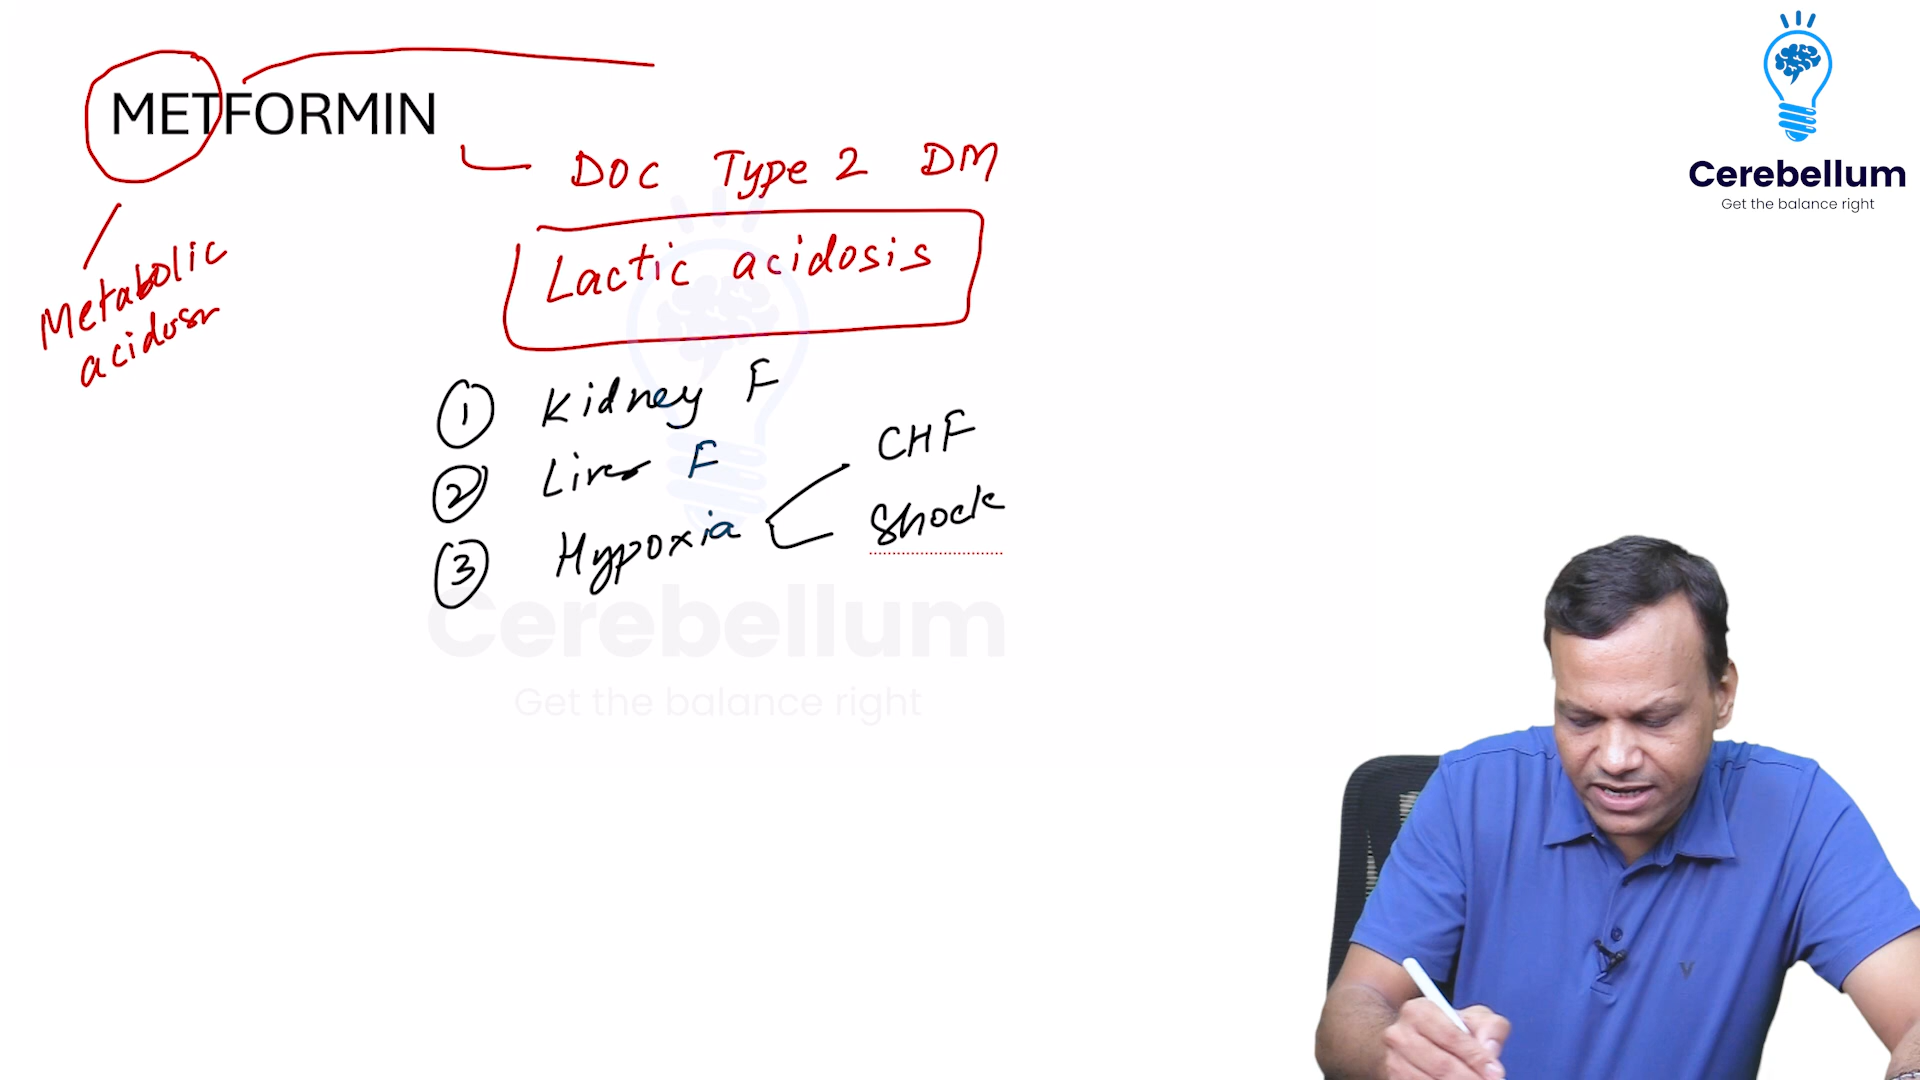 METFORMIN
DOC Type 2 DM
Lactic acidosis
Metabolic
① Kidney F
② Liver F
③ Hypoxia
CHF
Shock
Cerebellum
Get the balance right
Cerebellum
Get the balance right